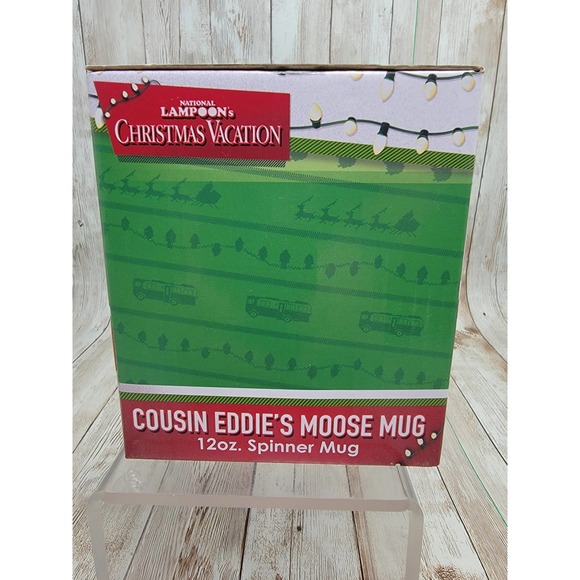 NATIONAL
LAMPOON's
CHRISTMAS VACATION
COUSIN EDDIE'S MOOSE MUG
12oz. Spinner Mug